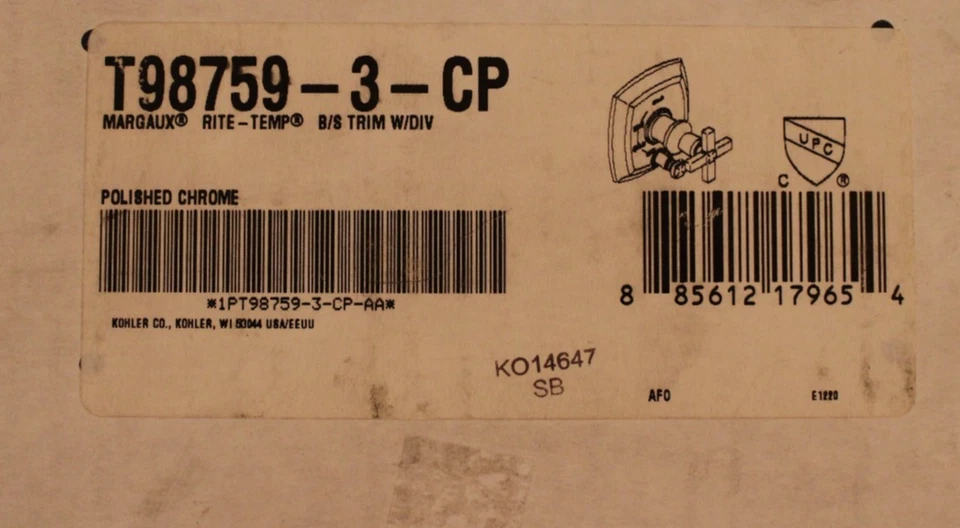 T98759-3-CP
MARGAUX® RITE-TEMP® B/S TRIM W/DIV
POLISHED CHROME
*1PT98759-3-CP-AA*
KOHLER CO., KOHLER, WI 53044 USA/EEUU
UPC
C ®
8 85612 17965 4
KO14647
SB
AFO
E1220